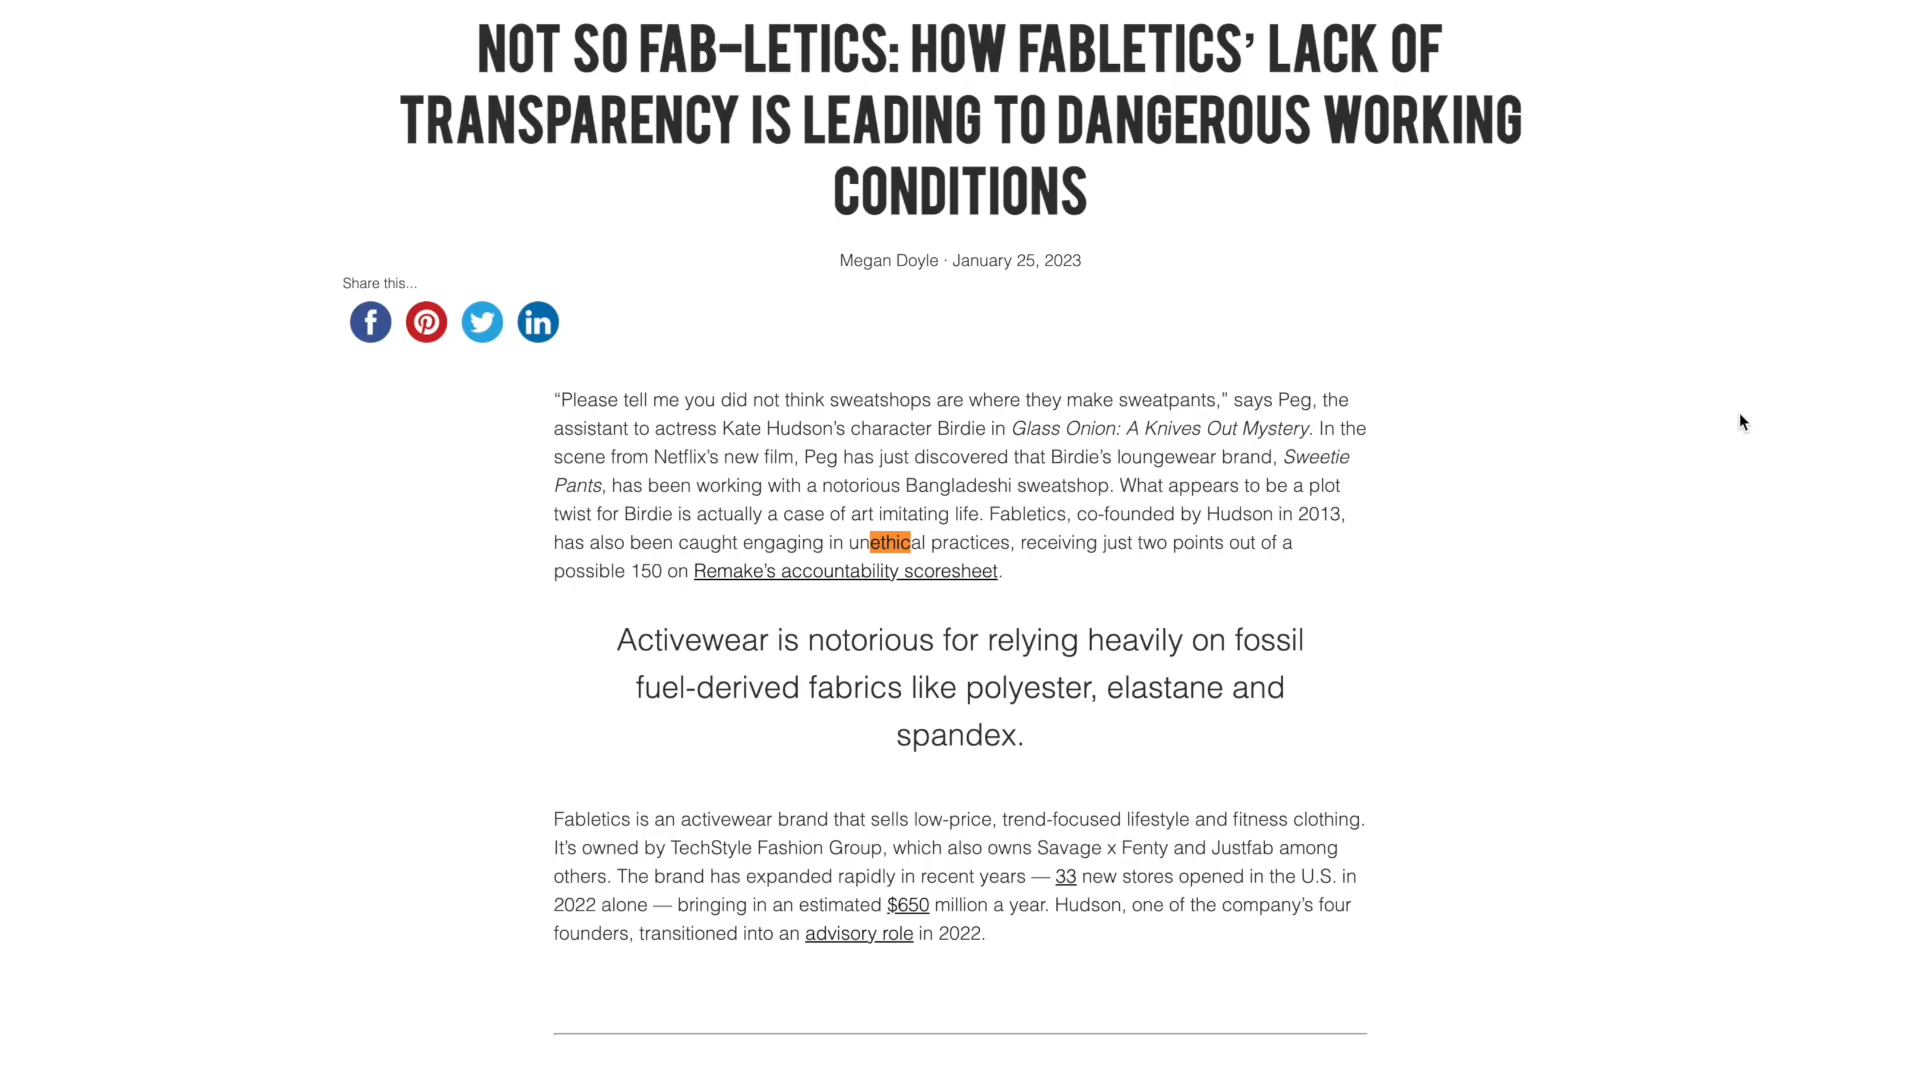 NOT SO FAB-LETICS: HOW FABLETICS’ LACK OF
TRANSPARENCY IS LEADING TO DANGEROUS WORKING
CONDITIONS
Megan Doyle · January 25, 2023
Share this...
“Please tell me you did not think sweatshops are where they make sweatpants,” says Peg, the
assistant to actress Kate Hudson’s character Birdie in Glass Onion: A Knives Out Mystery. In the
scene from Netflix’s new film, Peg has just discovered that Birdie’s loungewear brand, Sweetie
Pants, has been working with a notorious Bangladeshi sweatshop. What appears to be a plot
twist for Birdie is actually a case of art imitating life. Fabletics, co-founded by Hudson in 2013,
has also been caught engaging in unethical practices, receiving just two points out of a
possible 150 on Remake’s accountability scoresheet.
Activewear is notorious for relying heavily on fossil
fuel-derived fabrics like polyester, elastane and
spandex.
Fabletics is an activewear brand that sells low-price, trend-focused lifestyle and fitness clothing.
It’s owned by TechStyle Fashion Group, which also owns Savage x Fenty and Justfab among
others. The brand has expanded rapidly in recent years — 33 new stores opened in the U.S. in
2022 alone — bringing in an estimated $650 million a year. Hudson, one of the company’s four
founders, transitioned into an advisory role in 2022.